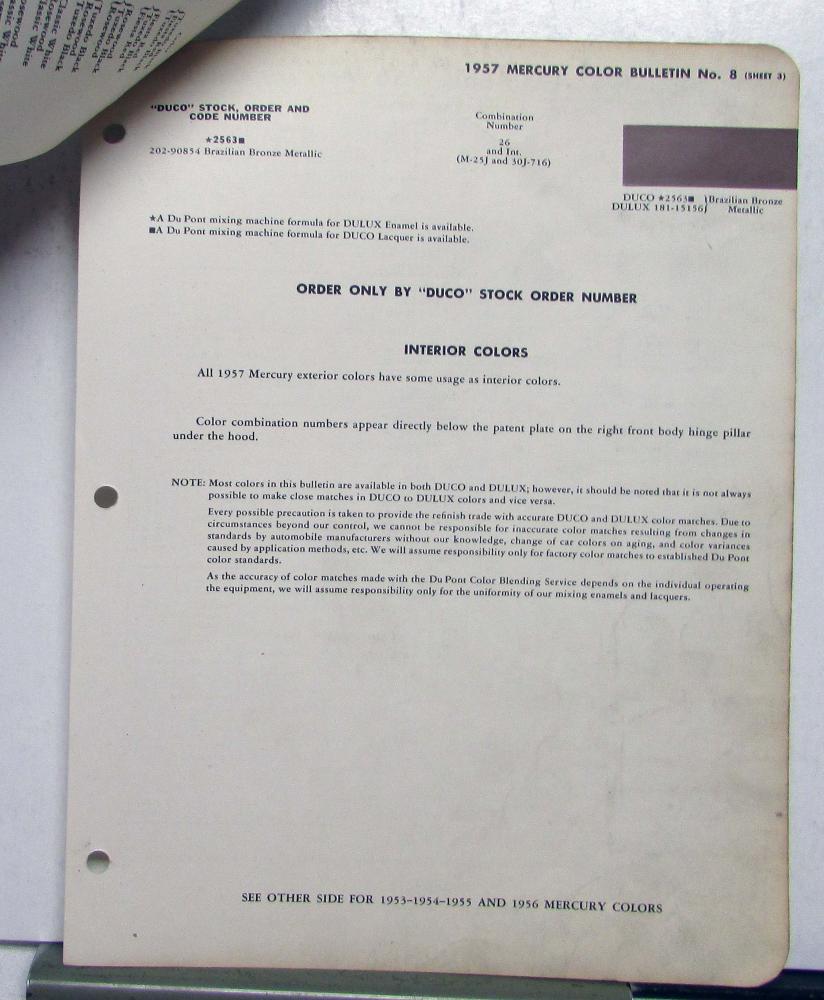 1957 MERCURY COLOR BULLETIN No. 8 (SHEET 3)
"DUCO" STOCK, ORDER AND
CODE NUMBER
★2563■
202-90854 Brazilian Bronze Metallic
Combination
Number
26
and Int.
(M-25J and 30J-716)
DUCO ★2563■ } Brazilian Bronze
DULUX 181-15156} Metallic
★A Du Pont mixing machine formula for DULUX Enamel is available.
■A Du Pont mixing machine formula for DUCO Lacquer is available.
ORDER ONLY BY "DUCO" STOCK ORDER NUMBER
INTERIOR COLORS
All 1957 Mercury exterior colors have some usage as interior colors.
Color combination numbers appear directly below the patent plate on the right front body hinge pillar
under the hood.
NOTE: Most colors in this bulletin are available in both DUCO and DULUX; however, it should be noted that it is not always
possible to make close matches in DUCO to DULUX colors and vice versa.
Every possible precaution is taken to provide the refinish trade with accurate DUCO and DULUX color matches. Due to
circumstances beyond our control, we cannot be responsible for inaccurate color matches resulting from changes in
standards by automobile manufacturers without our knowledge, change of car colors on aging, and color variances
caused by application methods, etc. We will assume responsibility only for factory color matches to established Du Pont
color standards.
As the accuracy of color matches made with the Du Pont Color Blending Service depends on the individual operating
the equipment, we will assume responsibility only for the uniformity of our mixing enamels and lacquers.
SEE OTHER SIDE FOR 1953-1954-1955 AND 1956 MERCURY COLORS
Tuxedo Black
Rosewood
Classic White
Tuxedo Black
Rosewood
Classic White